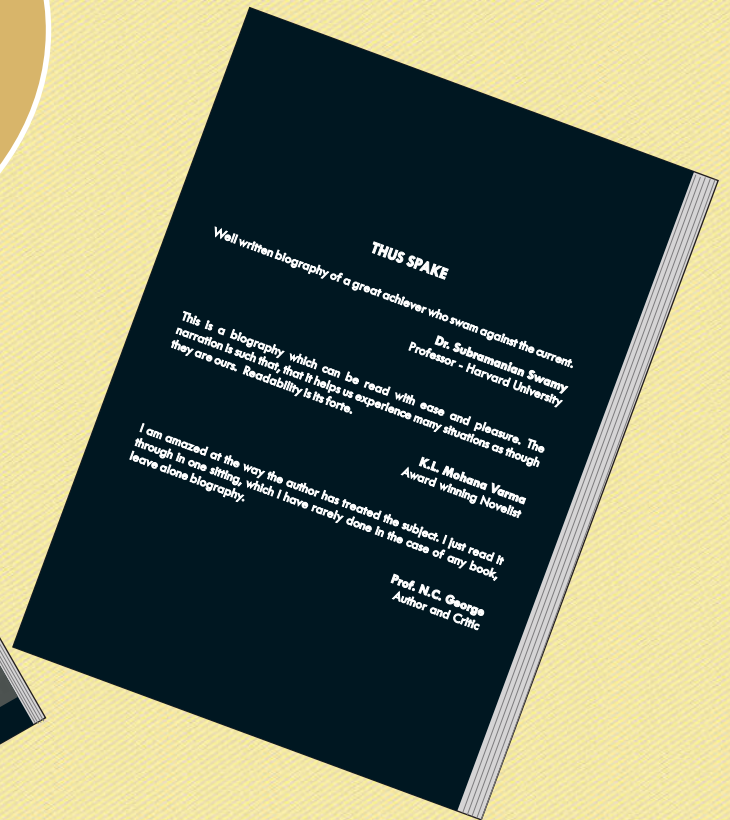 THUS SPAKE
Well written biography of a great achiever who swam against the current.
Dr. Subramanian Swamy
Professor - Harvard University
This is a biography which can be read with ease and pleasure. The
narration is such that, that it helps us experience many situations as though
they are ours. Readability is its forte.
K.L. Mohana Varma
Award winning Novelist
I am amazed at the way the author has treated the subject. I just read it
through in one sitting, which I have rarely done in the case of any book,
leave alone biography.
Prof. N.C. George
Author and Critic